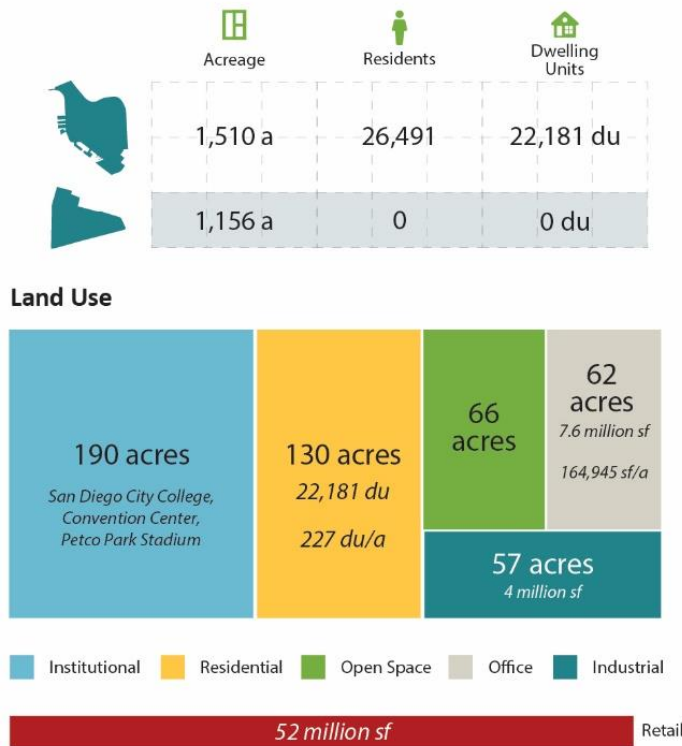 Acreage
Residents
Dwelling
Units
1,510 a
26,491
22,181 du
1,156 a
0
0 du
Land Use
190 acres
San Diego City College,
Convention Center,
Petco Park Stadium
130 acres
22,181 du
227 du/a
66
acres
62
acres
7.6 million sf
164,945 sf/a
57 acres
4 million sf
Institutional
Residential
Open Space
Office
Industrial
52 million sf
Retail